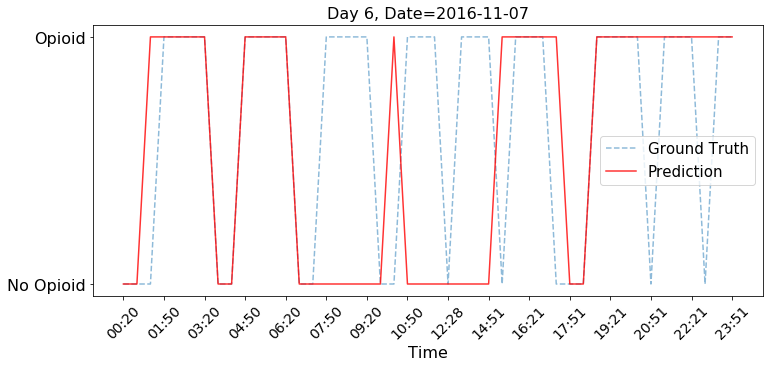 Day 6, Date=2016-11-07
Opioid
No Opioid
Ground Truth
Prediction
00:20
01:50
03:20
04:50
06:20
07:50
09:20
10:50
12:28
14:51
16:21
17:51
19:21
20:51
22:21
23:51
Time